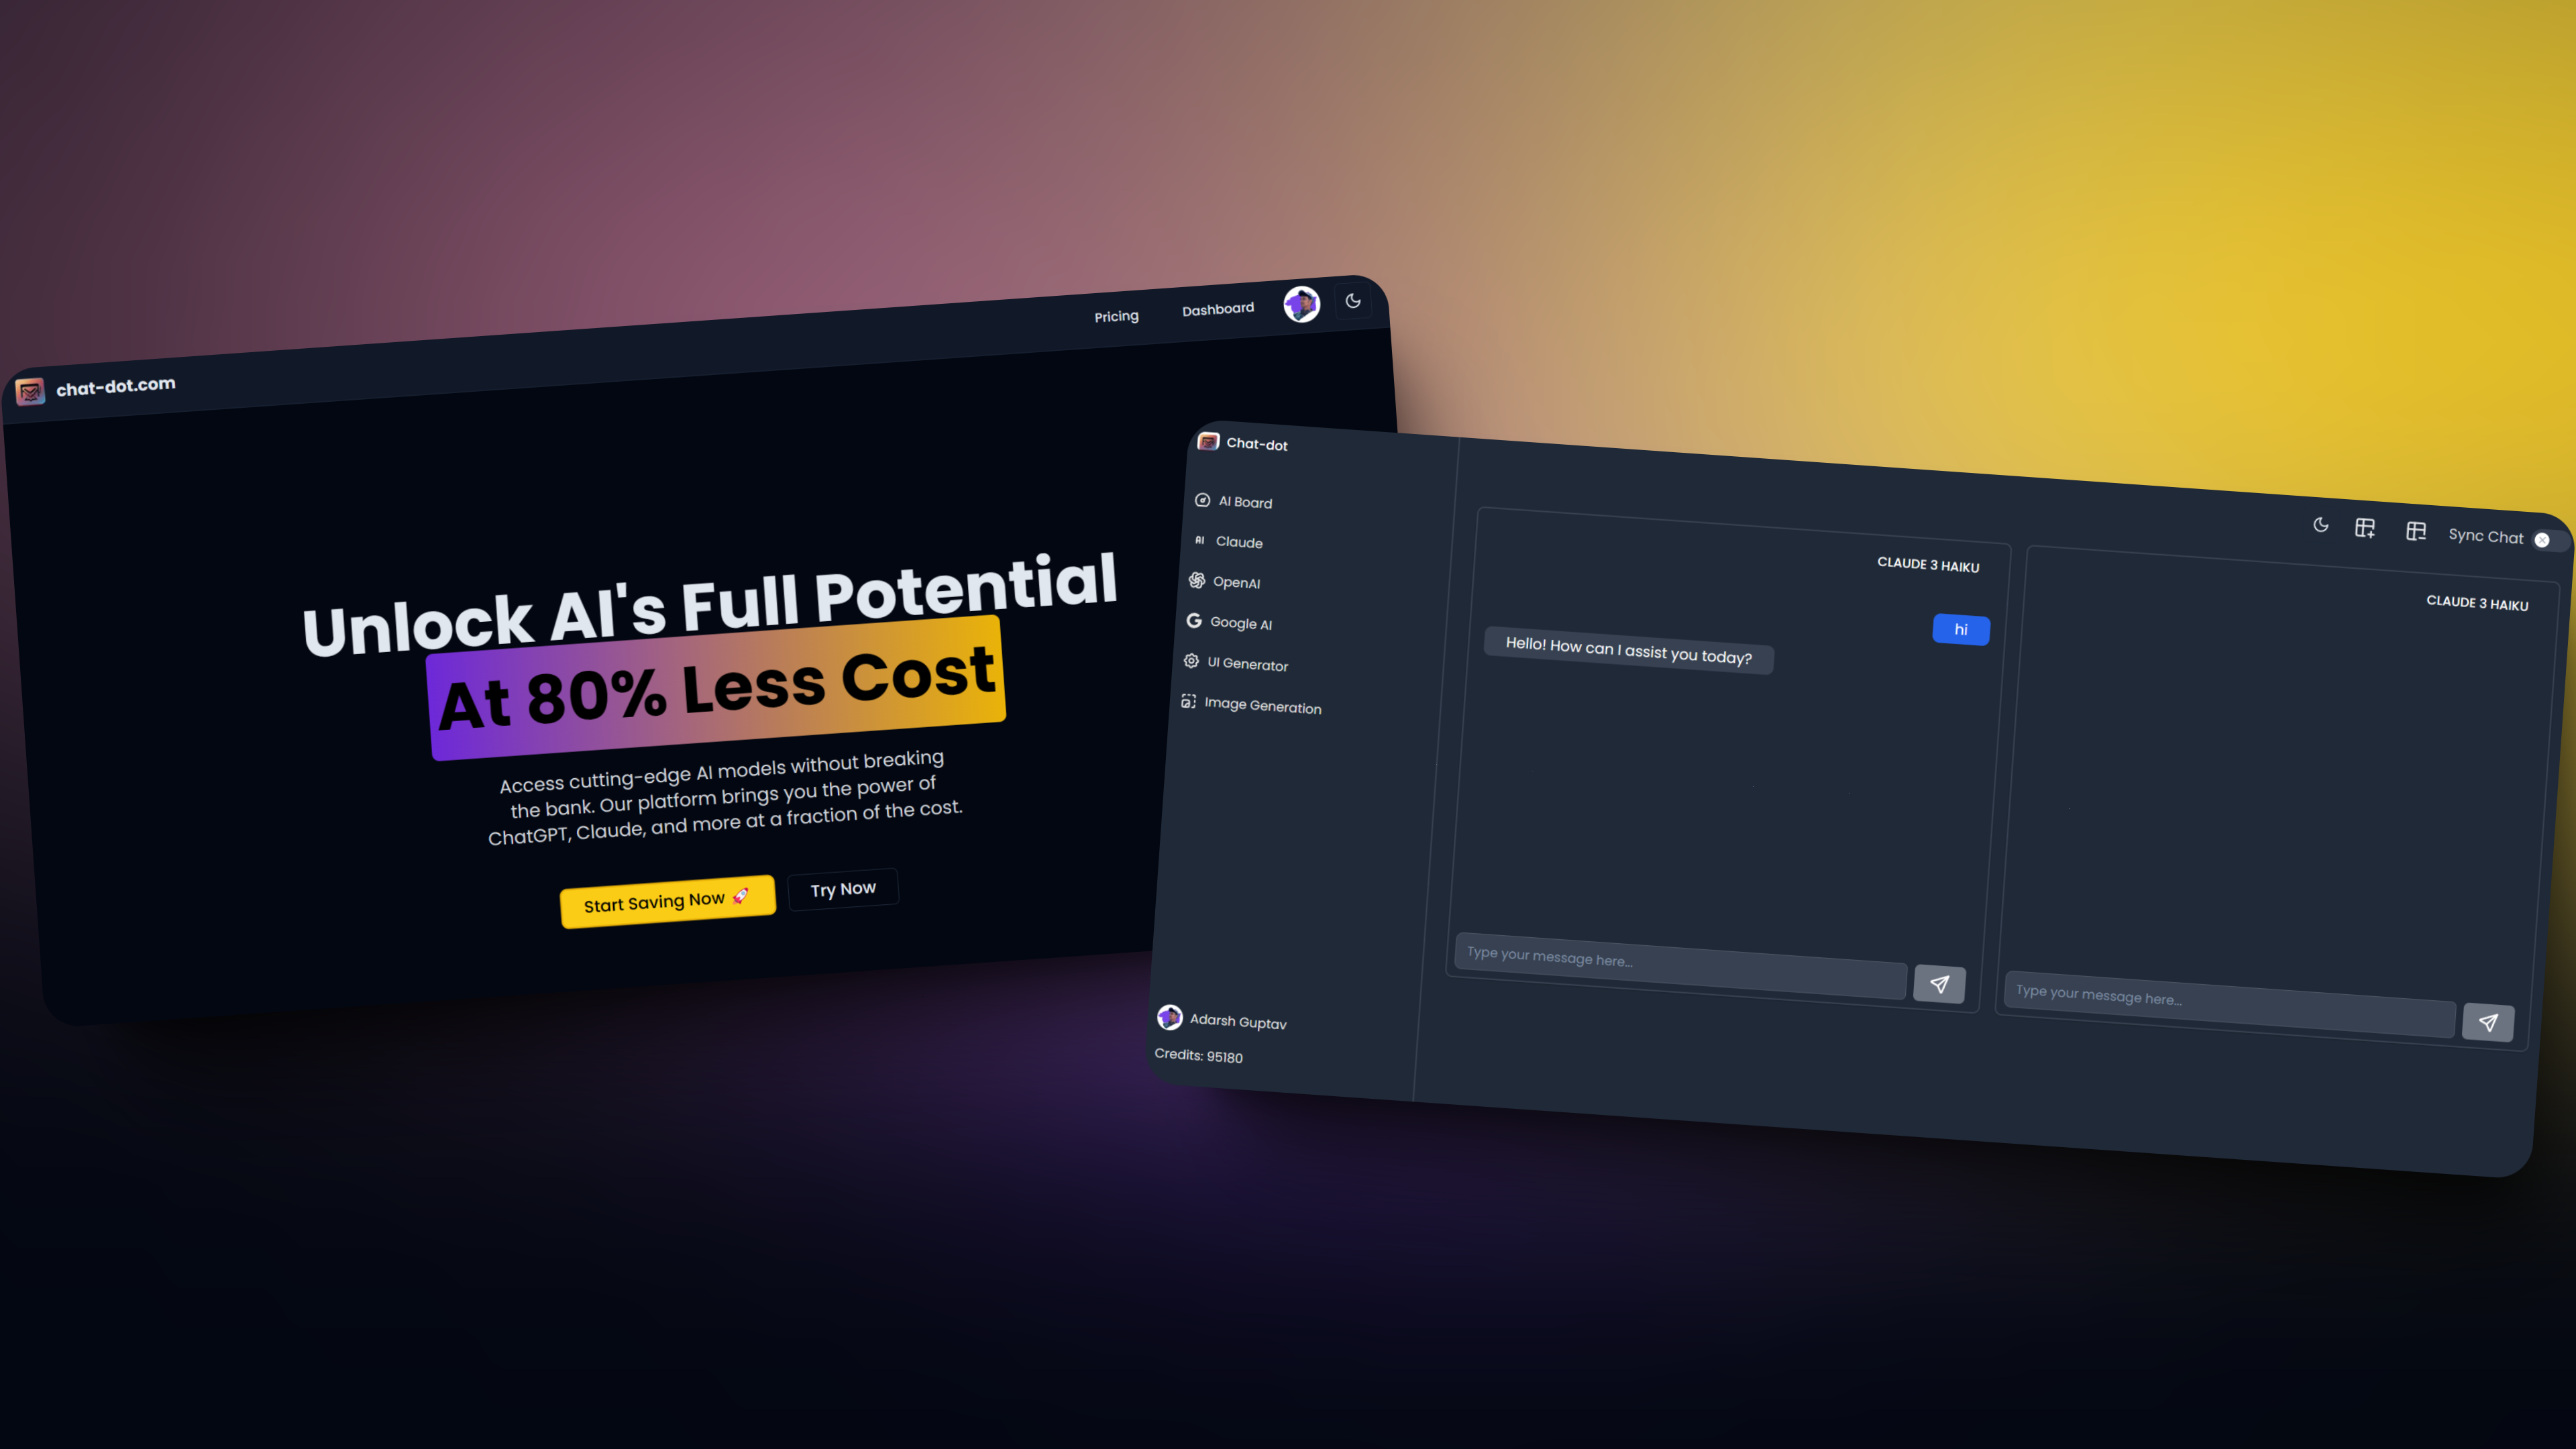 chat-dot.com
Pricing
Dashboard
Unlock AI's Full Potential
At 80% Less Cost
Access cutting-edge AI models without breaking
the bank. Our platform brings you the power of
ChatGPT, Claude, and more at a fraction of the cost.
Start Saving Now 🚀
Try Now
Chat-dot
AI Board
Claude
OpenAI
Google AI
UI Generator
Image Generation
Adarsh Guptav
Credits: 95180
Sync Chat
CLAUDE 3 HAIKU
hi
Hello! How can I assist you today?
Type your message here...
CLAUDE 3 HAIKU
Type your message here...